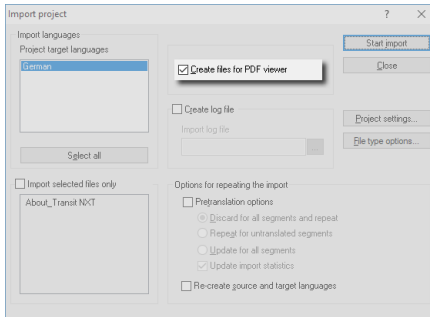 Import project
Import languages
Project target languages
German
Select all
Create files for PDF viewer
Create log file
Import log file
...
Start import
Close
Project settings...
File type options...
Import selected files only
About_Transit NXT
Options for repeating the import
Pretranslation options
Discard for all segments and repeat
Repeat for untranslated segments
Update for all segments
Update import statistics
Re-create source and target languages